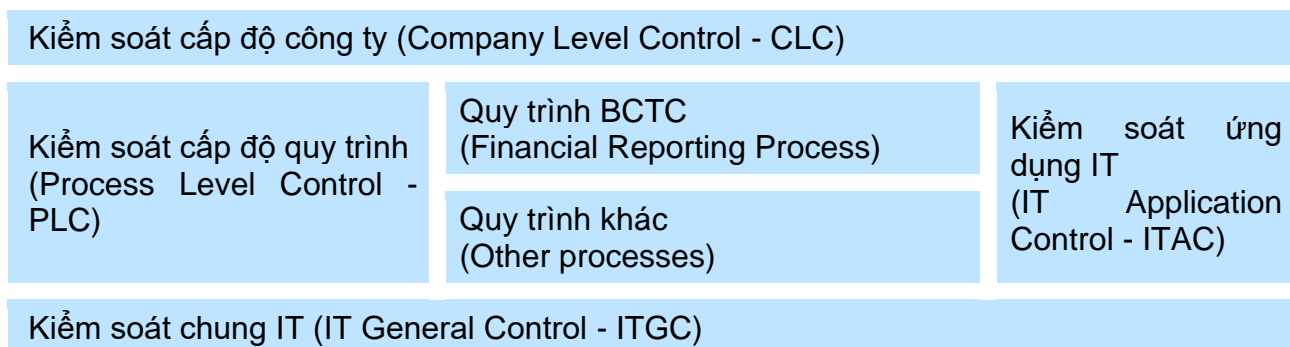 Kiểm soát cấp độ công ty (Company Level Control - CLC)
Kiểm soát cấp độ quy trình
(Process Level Control -
PLC)
Quy trình BCTC
(Financial Reporting Process)
Quy trình khác
(Other processes)
Kiểm soát ứng
dụng IT
(IT Application
Control - ITAC)
Kiểm soát chung IT (IT General Control - ITGC)